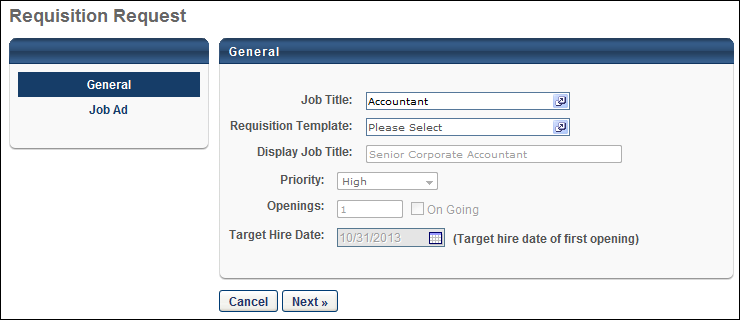 Requisition Request
General
Job Ad
General
Job Title: Accountant
Requisition Template: Please Select
Display Job Title: Senior Corporate Accountant
Priority: High
Openings: 1 On Going
Target Hire Date: 10/31/2013 (Target hire date of first opening)
Cancel Next »